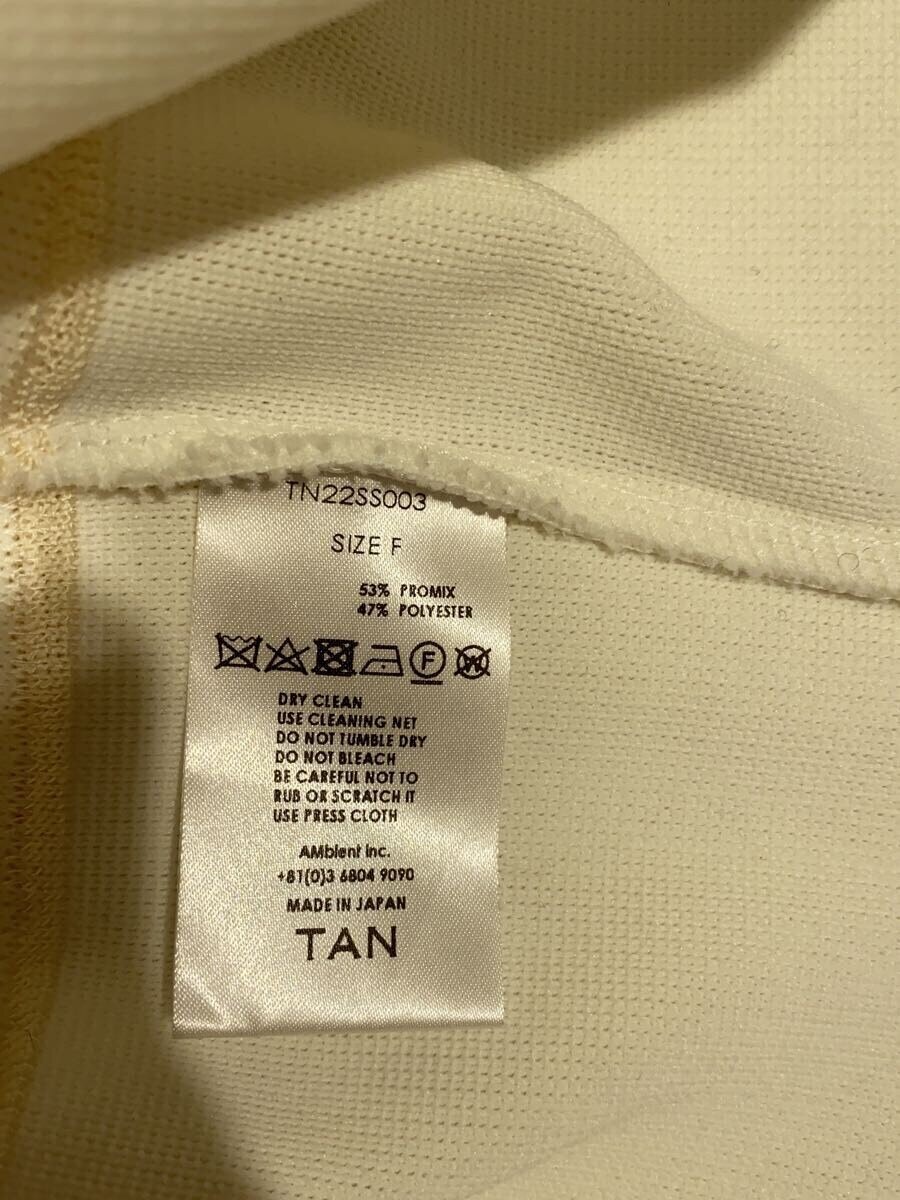 TN22SS003
SIZE F
53% PROMIX
47% POLYESTER
F W
DRY CLEAN
USE CLEANING NET
DO NOT TUMBLE DRY
DO NOT BLEACH
BE CAREFUL NOT TO
RUB OR SCRATCH IT
USE PRESS CLOTH
AMbient Inc.
+81(0)3 6804 9090
MADE IN JAPAN
TAN